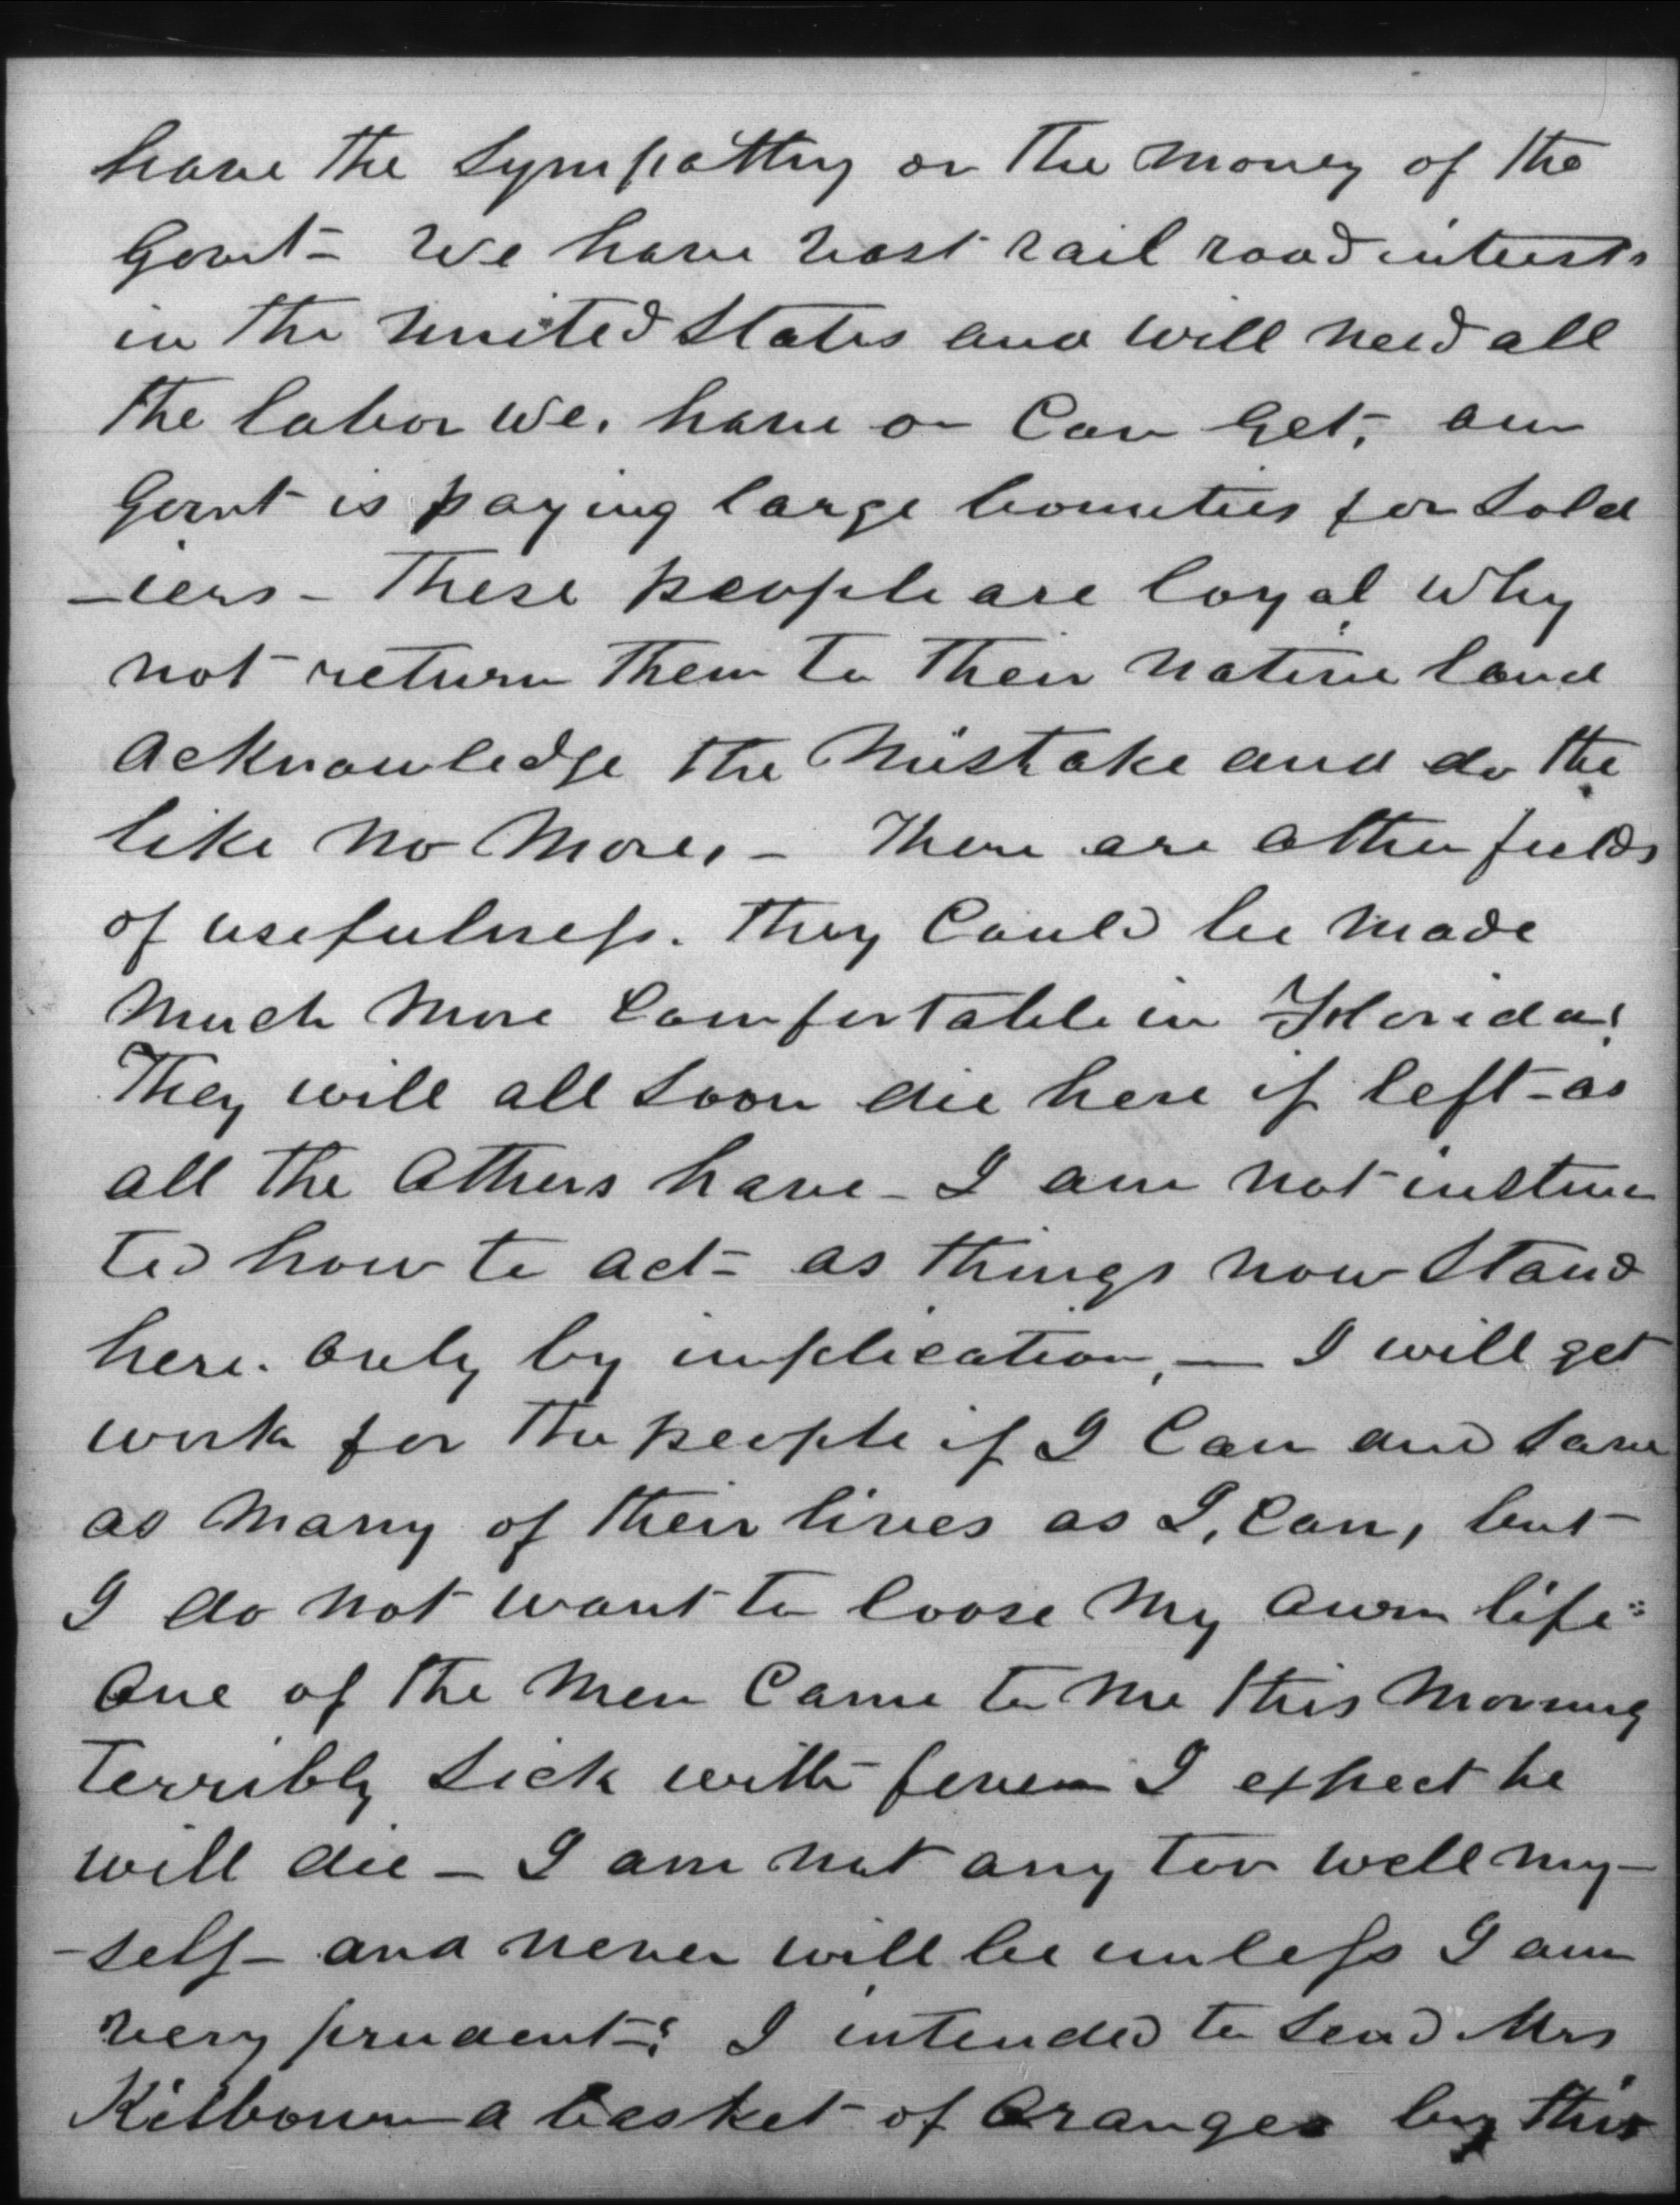 have the sympathy or the money of the
Govt- We have vast rail road interests
in the United States and will need all
the labor we. have or can get, our
Govnt is paying large bounties for sold
-iers - These people are loyal why
not return them to their native land
acknowledge the mistake and do the
like no more, - There are other fields
of usefulness. They could be made
much more comfortable in Florida!
They will all soon die here if left - as
all the others have - I am not instruc
ted how to act - as things now stand
here. only by implication, — I will get
work for the people if I can and save
as many of their lives as I, can, but
I do not want to loose my own life:
One of the men came to me this morning
terribly sick with fever I expect he
will die - I am not any too well my-
-self - and never will be unless I am
very prudent: I intended to send Mrs
Kilbourn a basket of oranges by this